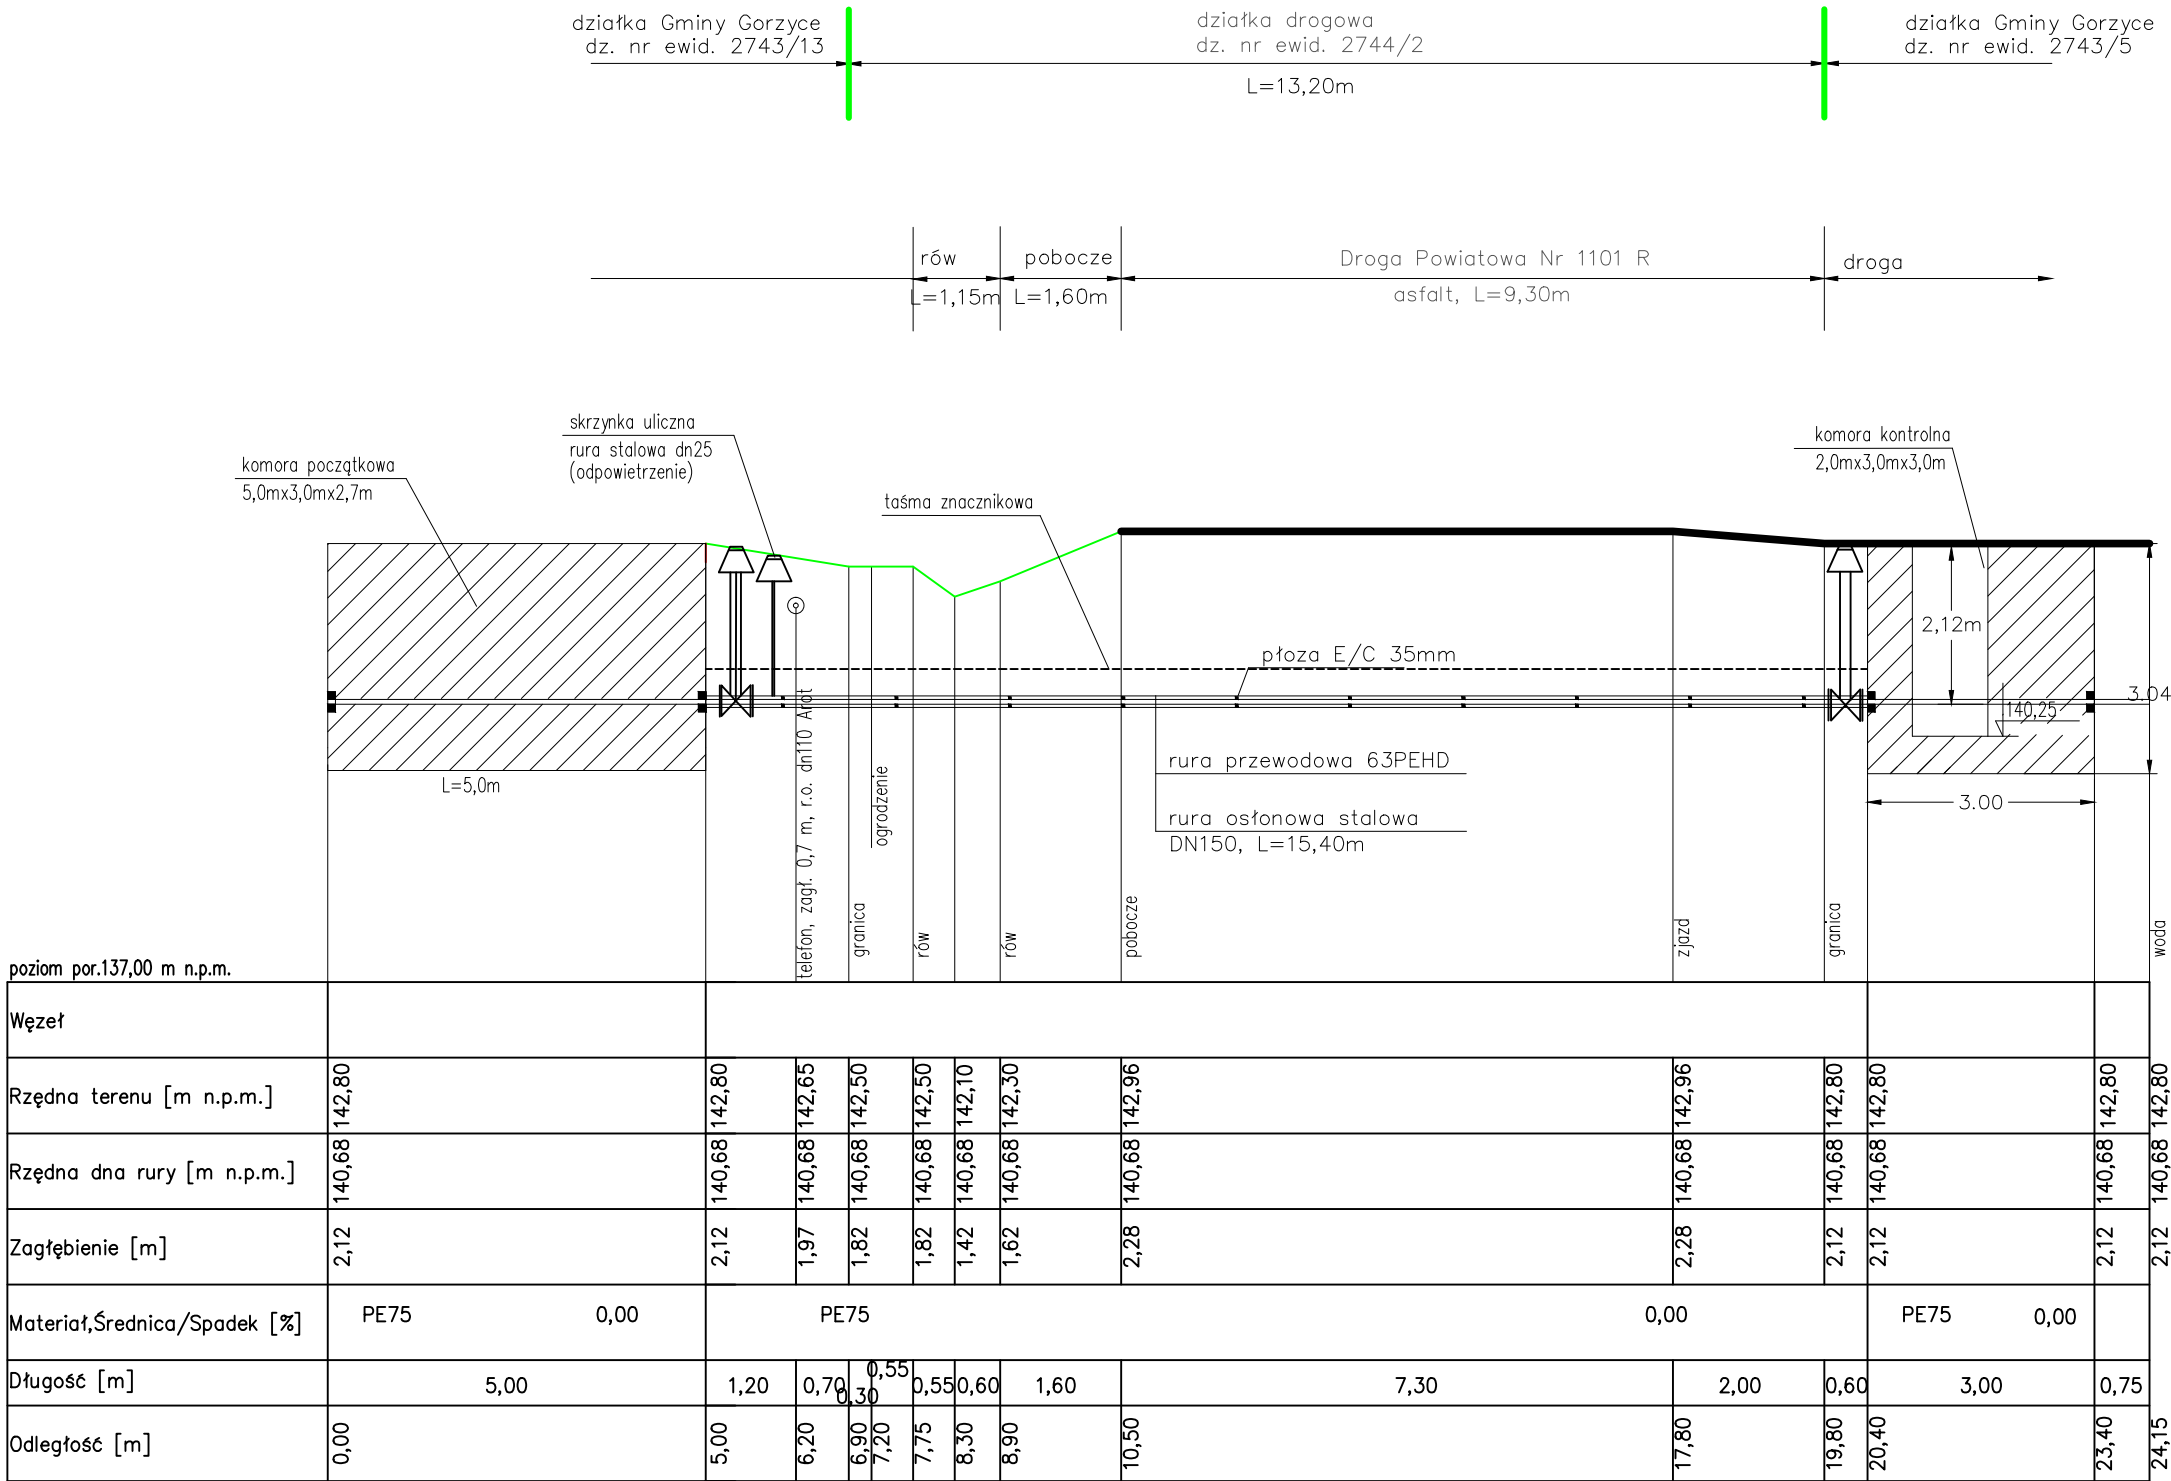 działka Gminy Gorzyce
dz. nr ewid. 2743/13
działka drogowa
dz. nr ewid. 2744/2
L=13,20m
działka Gminy Gorzyce
dz. nr ewid. 2743/5
rów
L=1,15m
pobocze
L=1,60m
Droga Powiatowa Nr 1101 R
asfalt, L=9,30m
droga
komora początkowa
5,0mx3,0mx2,7m
skrzynka uliczna
rura stalowa dn25
(odpowietrzenie)
taśma znacznikowa
komora kontrolna
2,0mx3,0mx3,0m
2,12m
płoza E/C 35mm
3.04
140,25
rura przewodowa 63PEHD
rura osłonowa stalowa
DN150, L=15,40m
L=5,0m
3.00
telefon, zagł. 0,7 m, r.o. dn110 Arot
granica
ogrodzenie
rów
rów
pobocze
zjazd
granica
woda
poziom por.137,00 m n.p.m.
Węzeł
Rzędna terenu [m n.p.m.] 142,80 142,80 142,65 142,50 142,50 142,10 142,30 142,96 142,96 142,80 142,80 142,80 142,80
Rzędna dna rury [m n.p.m.] 140,68 140,68 140,68 140,68 140,68 140,68 140,68 140,68 140,68 140,68 140,68 140,68 140,68
Zagłębienie [m] 2,12 2,12 1,97 1,82 1,82 1,42 1,62 2,28 2,28 2,12 2,12 2,12 2,12
Materiał,Średnica/Spadek [%] PE75 0,00 PE75 0,00 PE75 0,00
Długość [m] 5,00 1,20 0,70 0,30 0,55 0,55 0,60 1,60 7,30 2,00 0,60 3,00 0,75
Odległość [m] 0,00 5,00 6,20 6,90 7,20 7,75 8,30 8,90 10,50 17,80 19,80 20,40 23,40 24,15